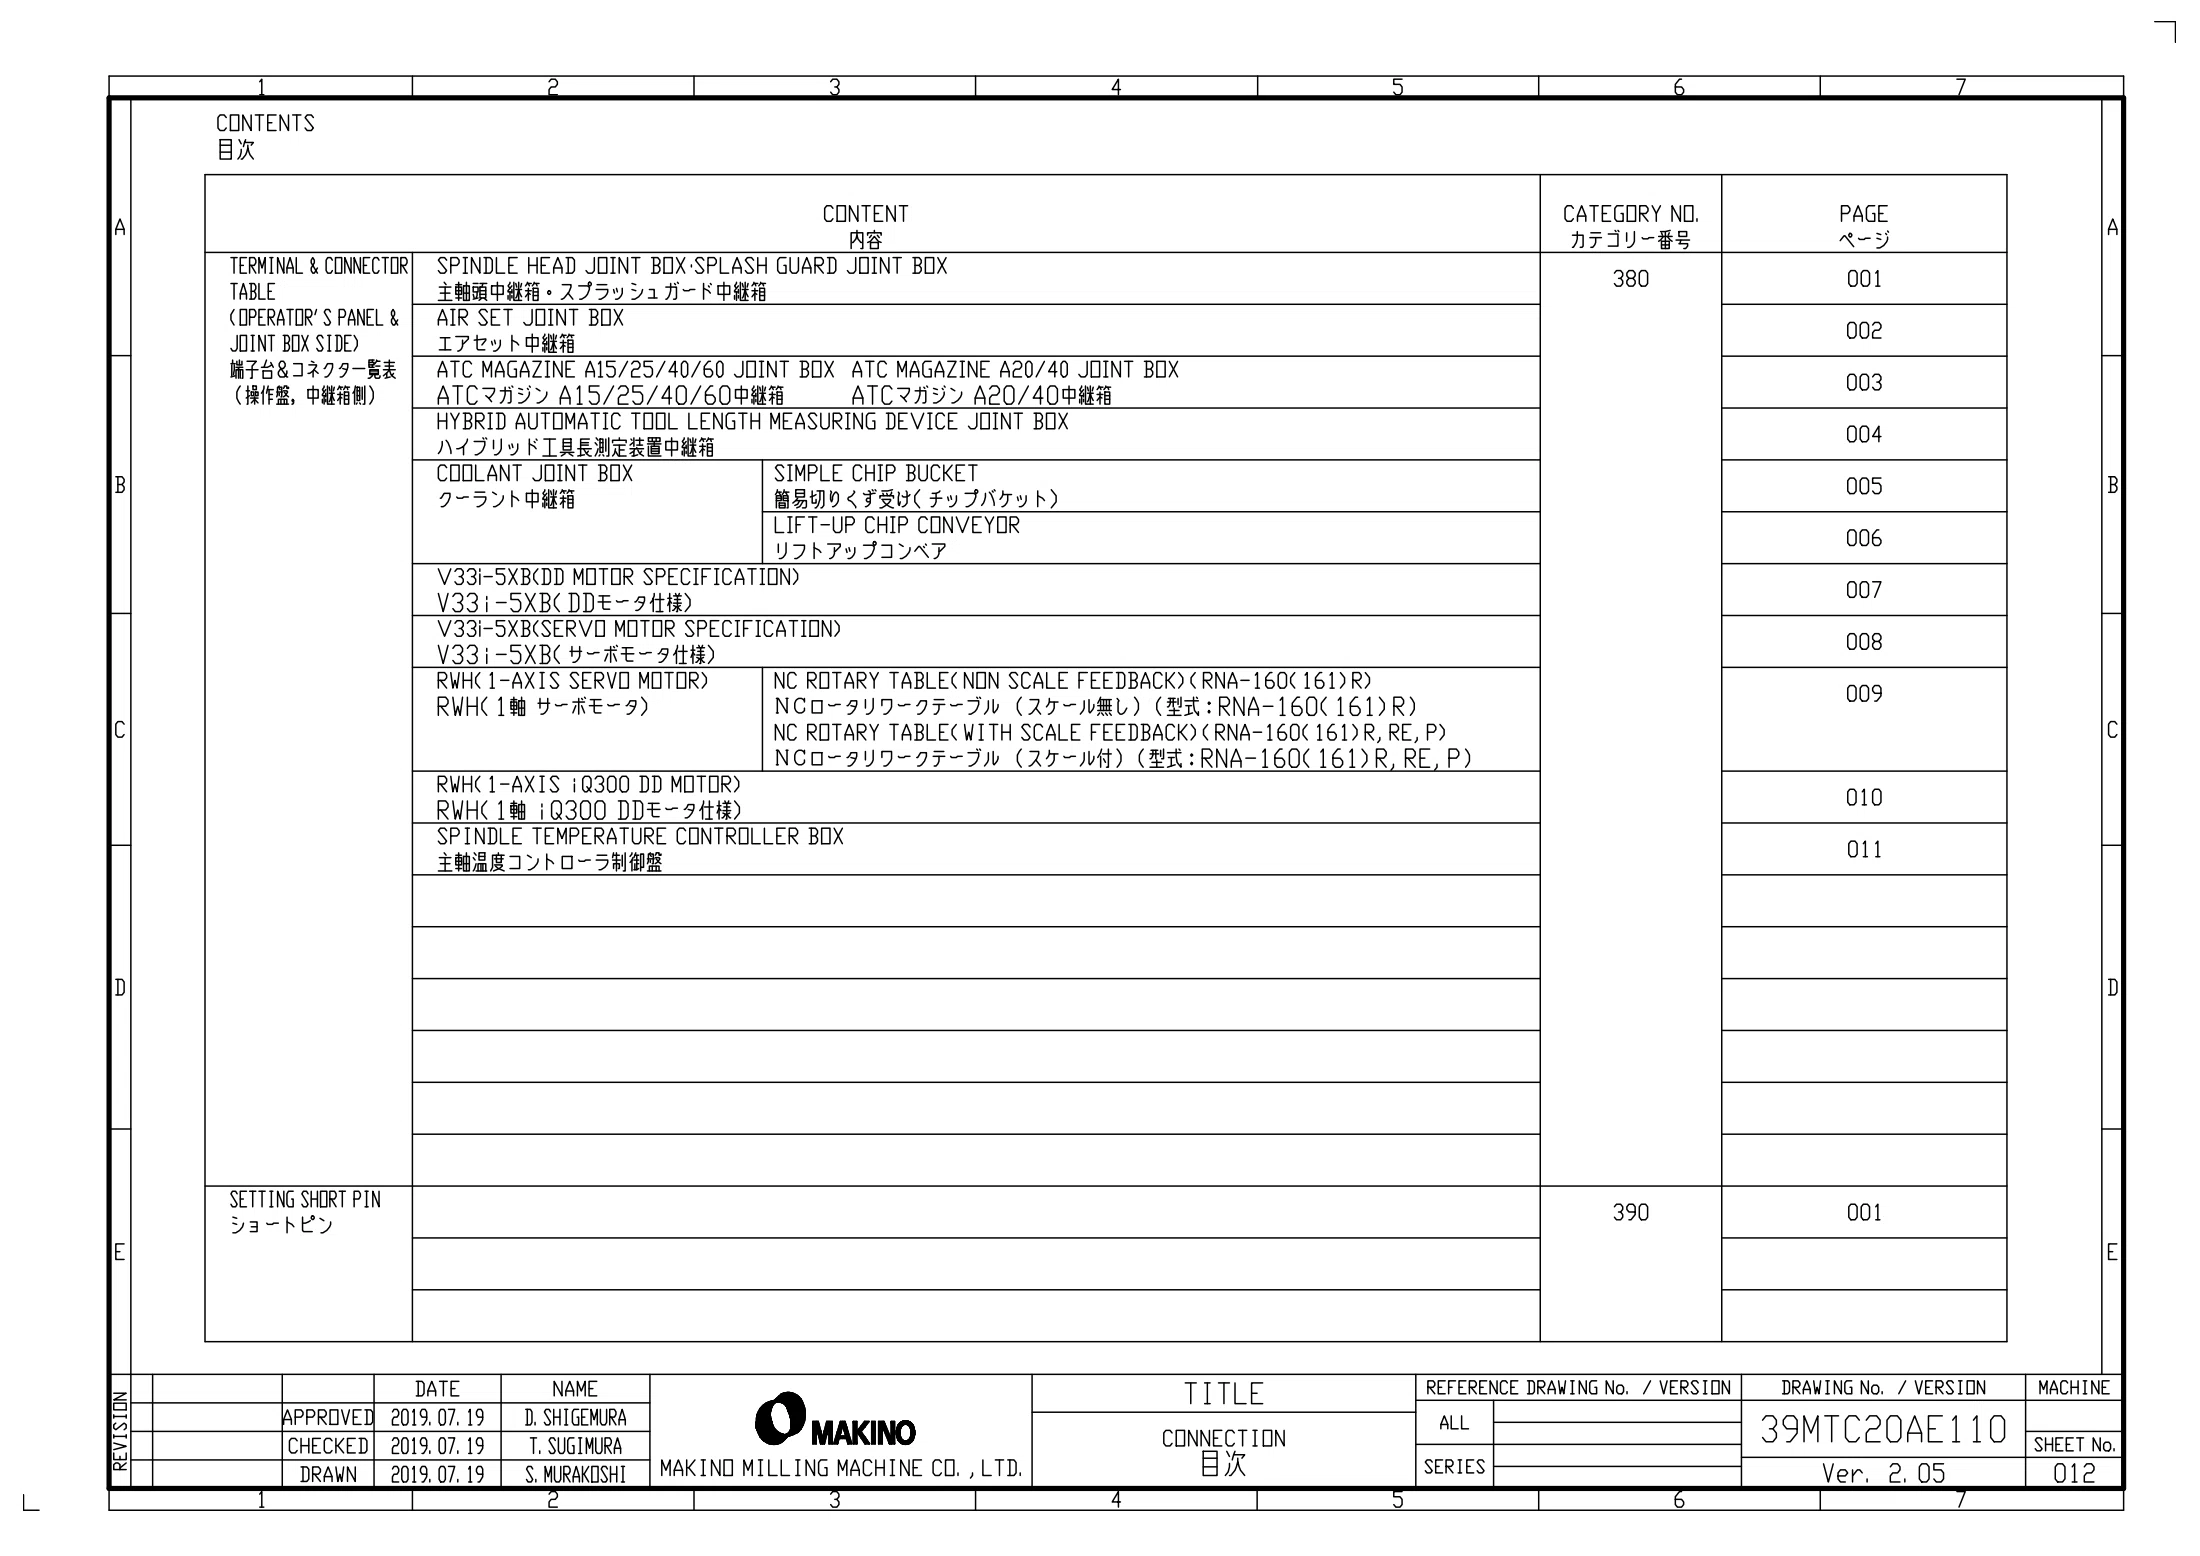 1 2 3 4 5 6 7
CONTENTS
目次
CONTENT CATEGORY NO. PAGE
内容 カテゴリー番号 ページ
TERMINAL & CONNECTOR
TABLE
(OPERATOR'S PANEL &
JOINT BOX SIDE)
端子台&コネクター覧表
(操作盤, 中継箱側)
SPINDLE HEAD JOINT BOX·SPLASH GUARD JOINT BOX
主軸頭中継箱・スプラッシュガード中継箱
380 001
AIR SET JOINT BOX
エアセット中継箱
002
ATC MAGAZINE A15/25/40/60 JOINT BOX ATC MAGAZINE A20/40 JOINT BOX
ATCマガジン A15/25/40/60中継箱 ATCマガジン A20/40中継箱
003
HYBRID AUTOMATIC TOOL LENGTH MEASURING DEVICE JOINT BOX
ハイブリッド工具長測定装置中継箱
004
COOLANT JOINT BOX
クーラント中継箱
SIMPLE CHIP BUCKET
簡易切りくず受け(チップバケット)
005
LIFT-UP CHIP CONVEYOR
リフトアップコンベア
006
V33i-5XB(DD MOTOR SPECIFICATION)
V33i-5XB(DDモータ仕様)
007
V33i-5XB(SERVO MOTOR SPECIFICATION)
V33i-5XB(サーボモータ仕様)
008
RWH(1-AXIS SERVO MOTOR)
RWH(1軸 サーボモータ)
NC ROTARY TABLE(NON SCALE FEEDBACK)(RNA-160(161)R)
NCロータリワークテーブル (スケール無し)(型式:RNA-160(161)R)
NC ROTARY TABLE(WITH SCALE FEEDBACK)(RNA-160(161)R,RE,P)
NCロータリワークテーブル (スケール付)(型式:RNA-160(161)R,RE,P)
009
RWH(1-AXIS iQ300 DD MOTOR)
RWH(1軸 iQ300 DDモータ仕様)
010
SPINDLE TEMPERATURE CONTROLLER BOX
主軸温度コントローラ制御盤
011
SETTING SHORT PIN
ショートピン
390 001
A A
B B
C C
D D
E E
REVISION
DATE NAME
APPROVED 2019.07.19 D. SHIGEMURA
CHECKED 2019.07.19 T. SUGIMURA
DRAWN 2019.07.19 S. MURAKOSHI
MAKINO
MAKINO MILLING MACHINE CO.,LTD.
TITLE
CONNECTION
目次
REFERENCE DRAWING No. / VERSION
ALL
SERIES
DRAWING No. / VERSION
39MTC20AE110
Ver. 2.05
MACHINE
SHEET No.
012
1 2 3 4 5 6 7